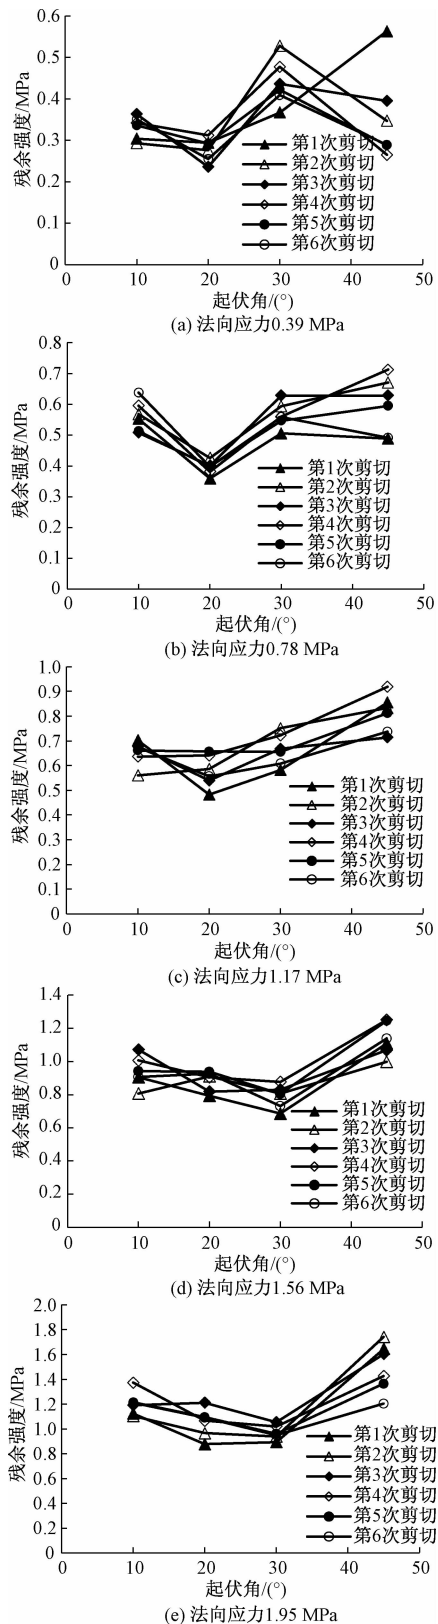 0.6
0.5
0.4
0.3
0.2
0.1
0
残余强度/MPa
第1次剪切
第2次剪切
第3次剪切
第4次剪切
第5次剪切
第6次剪切
0 10 20 30 40 50
起伏角/(°)
(a) 法向应力0.39 MPa
0.8
0.7
0.6
0.5
0.4
0.3
0.2
0.1
0
残余强度/MPa
第1次剪切
第2次剪切
第3次剪切
第4次剪切
第5次剪切
第6次剪切
0 10 20 30 40 50
起伏角/(°)
(b) 法向应力0.78 MPa
1.0
0.9
0.8
0.7
0.6
0.5
0.4
0.3
0.2
0.1
0
残余强度/MPa
第1次剪切
第2次剪切
第3次剪切
第4次剪切
第5次剪切
第6次剪切
0 10 20 30 40 50
起伏角/(°)
(c) 法向应力1.17 MPa
1.4
1.2
1.0
0.8
0.6
0.4
0.2
0
残余强度/MPa
第1次剪切
第2次剪切
第3次剪切
第4次剪切
第5次剪切
第6次剪切
0 10 20 30 40 50
起伏角/(°)
(d) 法向应力1.56 MPa
2.0
1.8
1.6
1.4
1.2
1.0
0.8
0.6
0.4
0.2
0
残余强度/MPa
第1次剪切
第2次剪切
第3次剪切
第4次剪切
第5次剪切
第6次剪切
0 10 20 30 40 50
起伏角/(°)
(e) 法向应力1.95 MPa